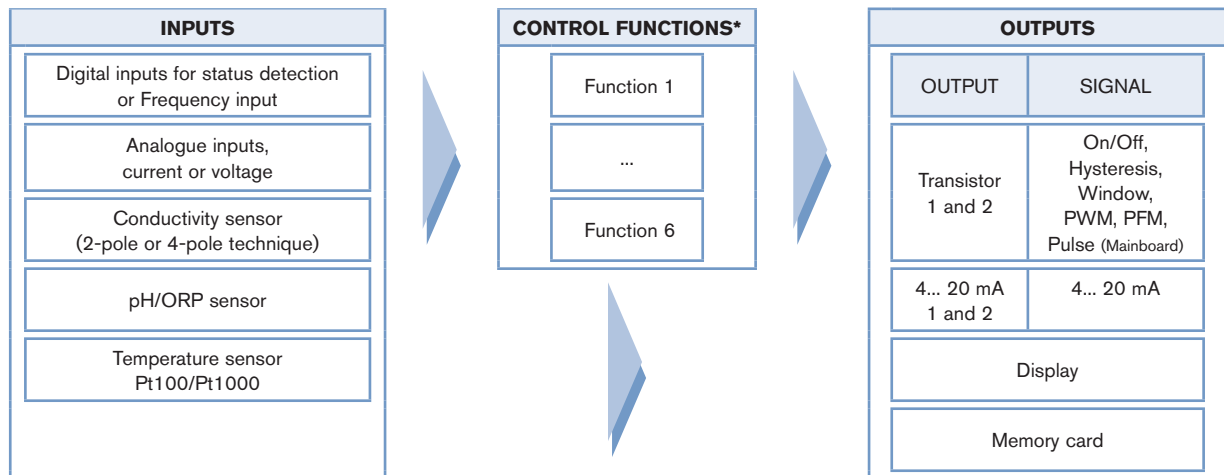 INPUTS
Digital inputs for status detection
or Frequency input
Analogue inputs,
current or voltage
Conductivity sensor
(2-pole or 4-pole technique)
pH/ORP sensor
Temperature sensor
Pt100/Pt1000
CONTROL FUNCTIONS*
Function 1
...
Function 6
OUTPUTS
OUTPUT
SIGNAL
Transistor
1 and 2
On/Off,
Hysteresis,
Window,
PWM, PFM,
Pulse (Mainboard)
4... 20 mA
1 and 2
4... 20 mA
Display
Memory card